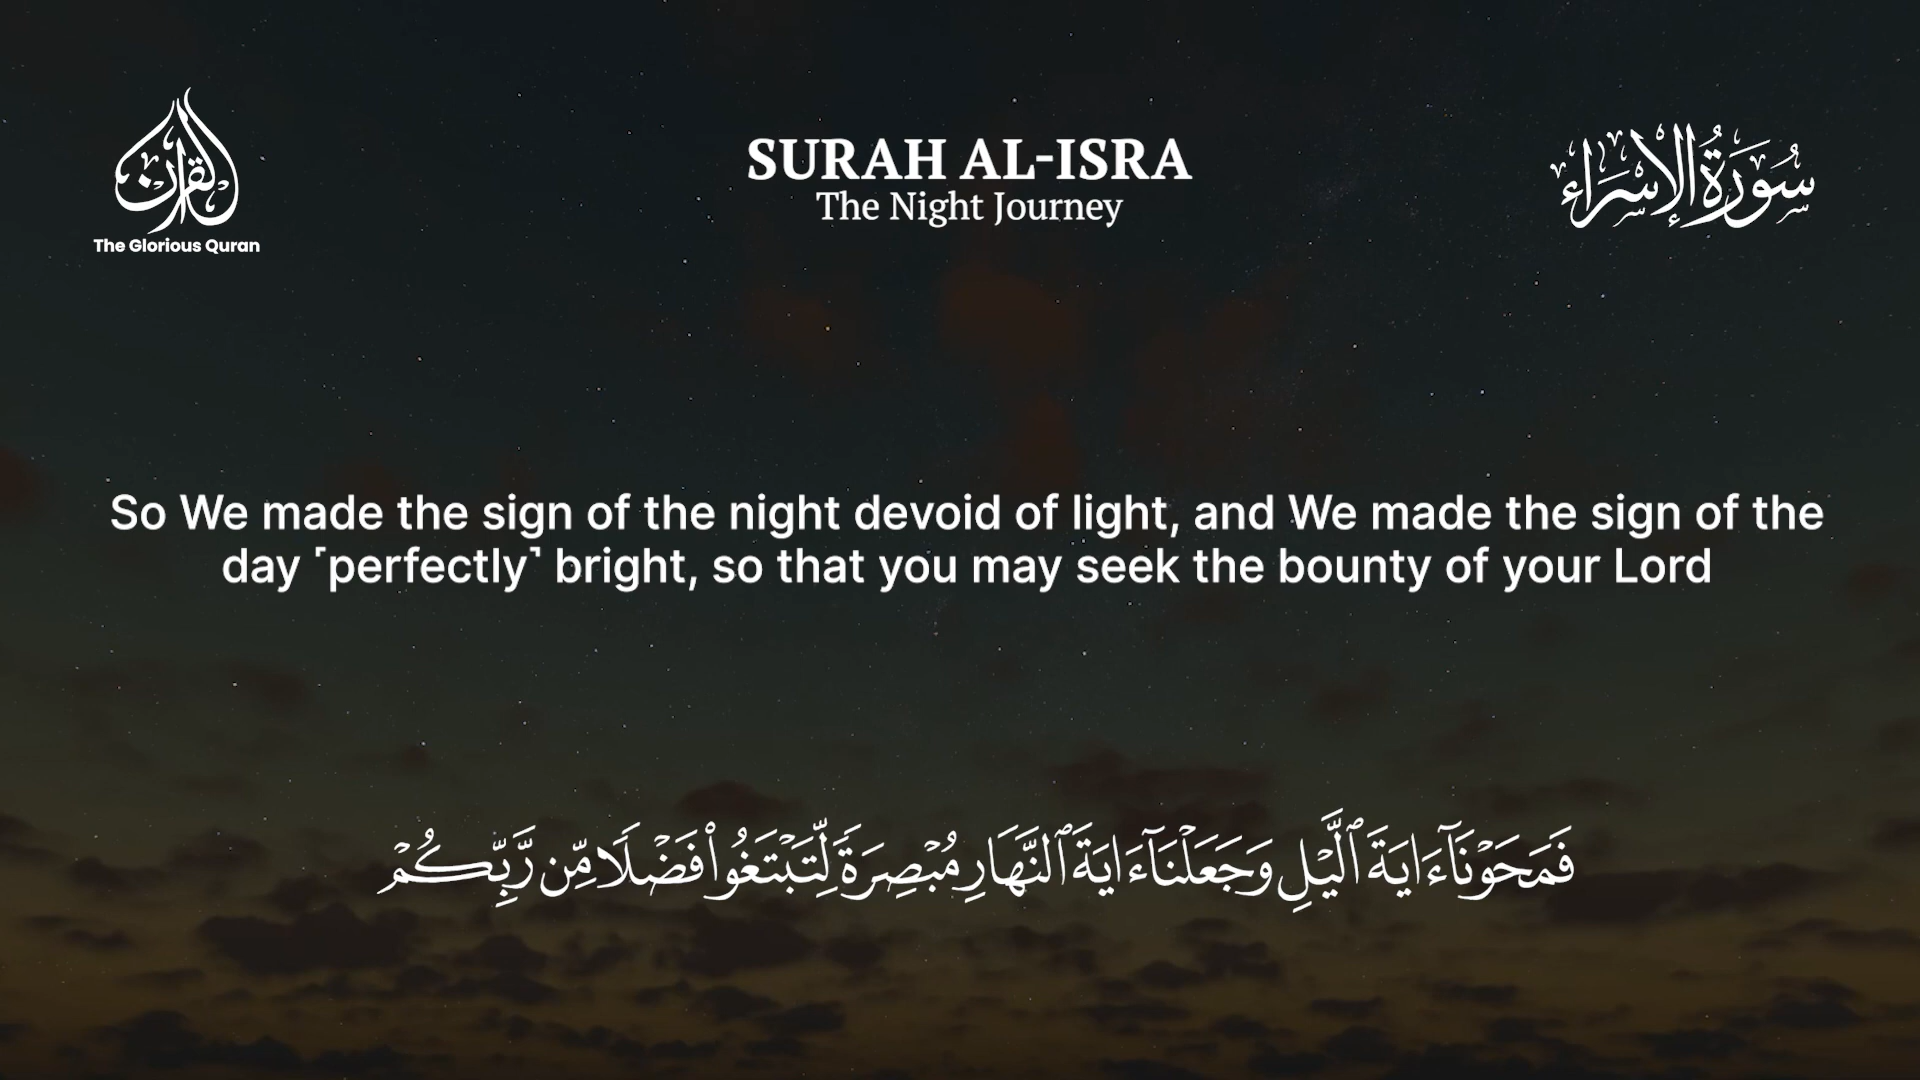 القرآن
The Glorious Quran
SURAH AL-ISRA
The Night Journey
سُورَةُ الإِسْرَاء
So We made the sign of the night devoid of light, and We made the sign of the
day ˹perfectly˺ bright, so that you may seek the bounty of your Lord
فَمَحَوْنَآ ءَايَةَ ٱلَّيْلِ وَجَعَلْنَآ ءَايَةَ ٱلنَّهَارِ مُبْصِرَةً لِّتَبْتَغُوا۟ فَضْلًا مِّن رَّبِّكُمْ